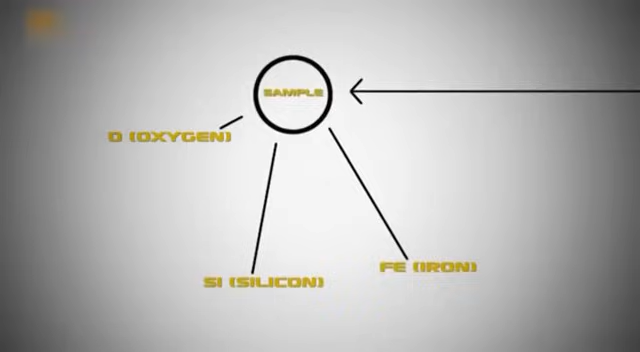 SAMPLE
O (OXYGEN)
FE (IRON)
SI (SILICON)